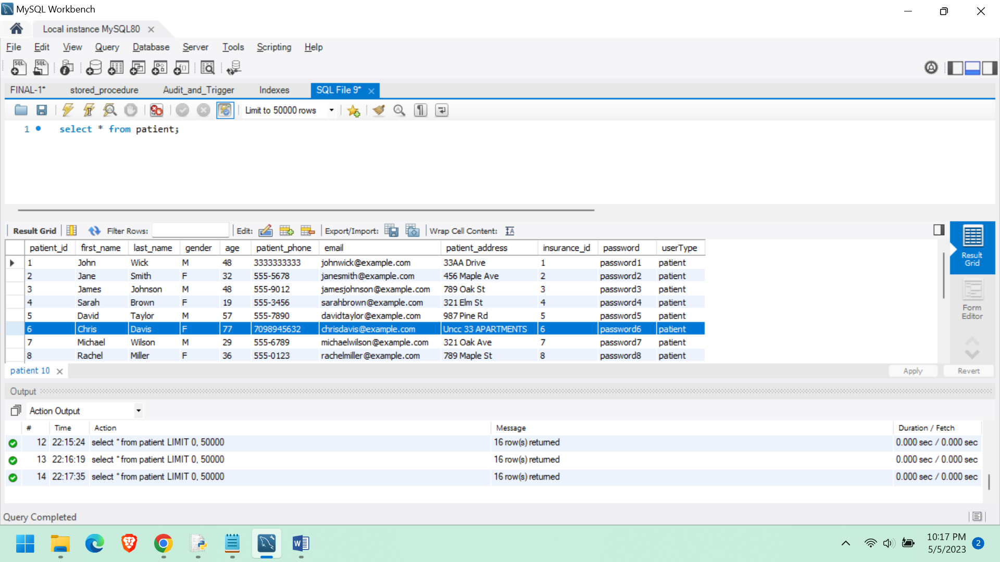 MySQL Workbench
Local instance MySQL80
File Edit View Query Database Server Tools Scripting Help
FINAL-1* stored_procedure Audit_and_Trigger Indexes SQL File 9*
Limit to 50000 rows
1 select * from patient;
Result Grid Filter Rows: Edit: Export/Import: Wrap Cell Content:
patient_id first_name last_name gender age patient_phone email patient_address insurance_id password userType
1 John Wick M 48 3333333333 johnwick@example.com 33AA Drive 1 password1 patient
2 Jane Smith F 32 555-5678 janesmith@example.com 456 Maple Ave 2 password2 patient
3 James Johnson M 48 555-9012 jamesjohnson@example.com 789 Oak St 3 password3 patient
4 Sarah Brown F 19 555-3456 sarahbrown@example.com 321 Elm St 4 password4 patient
5 David Taylor M 57 555-7890 davidtaylor@example.com 987 Pine Rd 5 password5 patient
6 Chris Davis F 77 7098945632 chrisdavis@example.com Uncc 33 APARTMENTS 6 password6 patient
7 Michael Wilson M 29 555-6789 michaelwilson@example.com 321 Oak Ave 7 password7 patient
8 Rachel Miller F 36 555-0123 rachelmiller@example.com 789 Maple St 8 password8 patient
Result
Grid
Form
Editor
patient 10
Apply Revert
Output
Action Output
# Time Action Message Duration / Fetch
12 22:15:24 select * from patient LIMIT 0, 50000 16 row(s) returned 0.000 sec / 0.000 sec
13 22:16:19 select * from patient LIMIT 0, 50000 16 row(s) returned 0.000 sec / 0.000 sec
14 22:17:35 select * from patient LIMIT 0, 50000 16 row(s) returned 0.000 sec / 0.000 sec
Query Completed
10:17 PM
5/5/2023
2